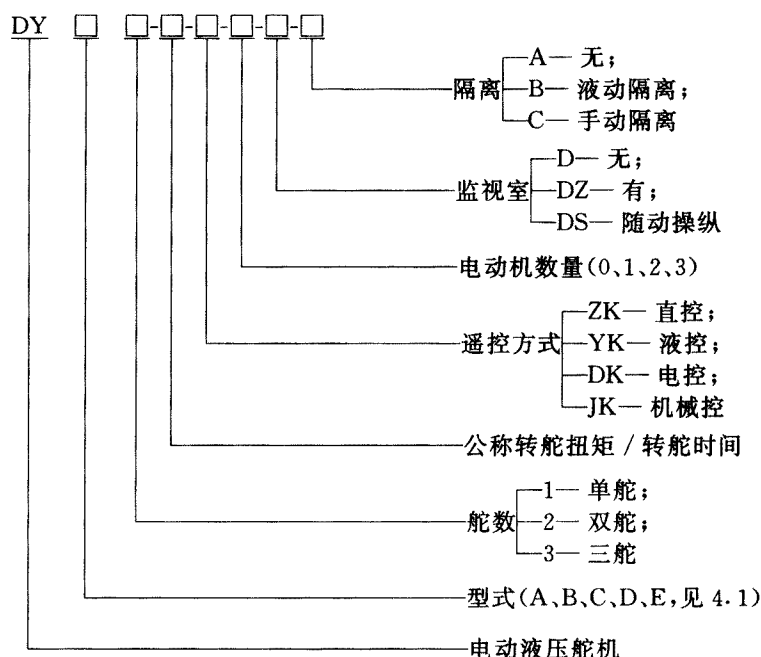 DY □ □-□-□-□-□-□
A— 无；
隔离 B— 液动隔离；
C— 手动隔离
D— 无；
监视室 DZ— 有；
DS— 随动操纵
电动机数量(0、1、2、3)
ZK— 直控；
遥控方式 YK— 液控；
DK— 电控；
JK— 机械控
公称转舵扭矩 / 转舵时间
1— 单舵；
舵数 2— 双舵；
3— 三舵
型式(A、B、C、D、E,见 4.1)
电动液压舵机